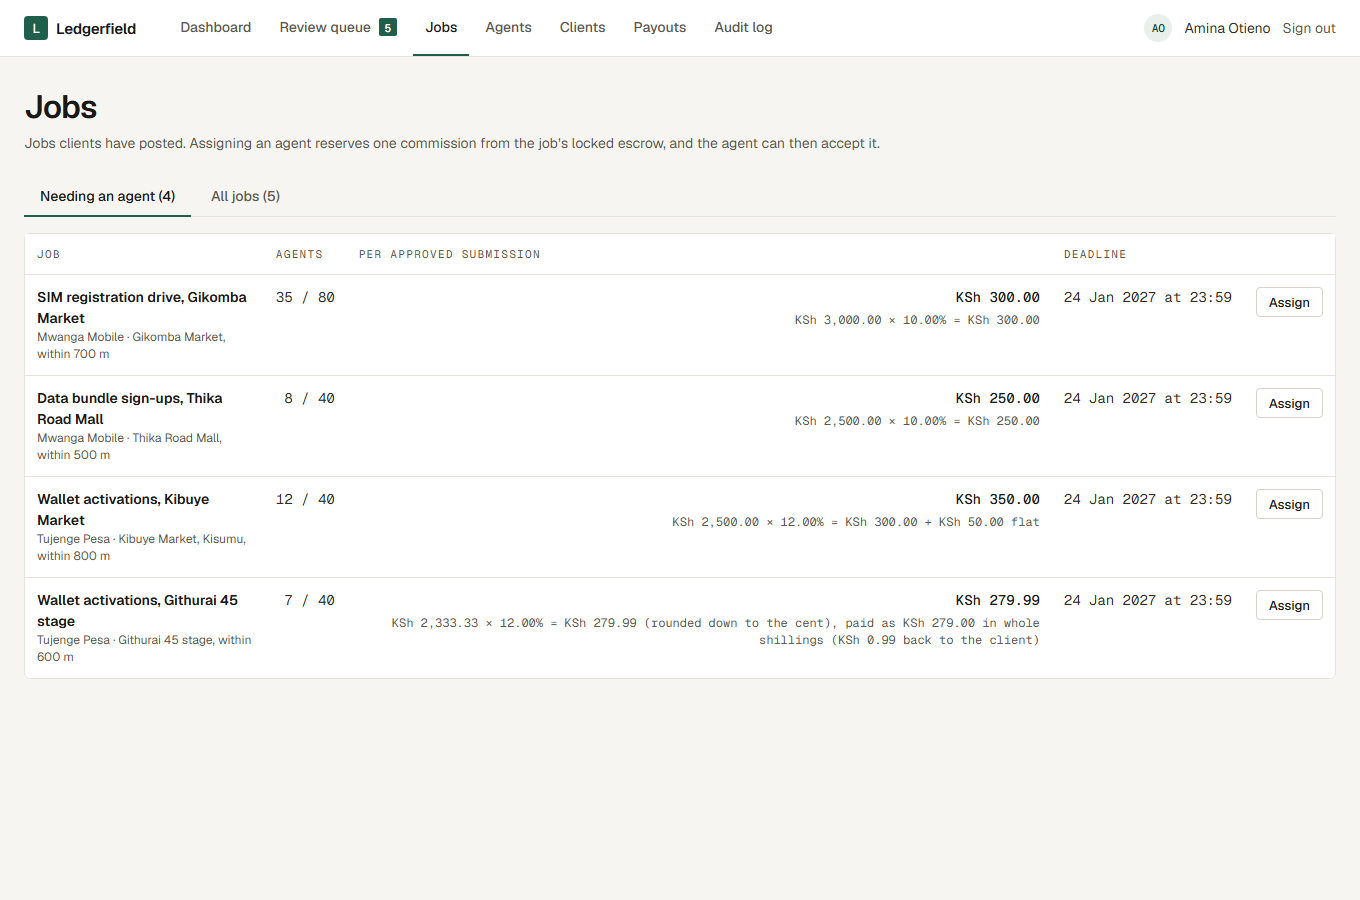 L Ledgerfield Dashboard Review queue 5 Jobs Agents Clients Payouts Audit log AO Amina Otieno Sign out
Jobs
Jobs clients have posted. Assigning an agent reserves one commission from the job's locked escrow, and the agent can then accept it.
Needing an agent (4) All jobs (5)
JOB AGENTS PER APPROVED SUBMISSION DEADLINE
SIM registration drive, Gikomba Market
Mwanga Mobile · Gikomba Market, within 700 m
35 / 80
KSh 300.00
KSh 3,000.00 × 10.00% = KSh 300.00
24 Jan 2027 at 23:59
Assign
Data bundle sign-ups, Thika Road Mall
Mwanga Mobile · Thika Road Mall, within 500 m
8 / 40
KSh 250.00
KSh 2,500.00 × 10.00% = KSh 250.00
24 Jan 2027 at 23:59
Assign
Wallet activations, Kibuye Market
Tujenge Pesa · Kibuye Market, Kisumu, within 800 m
12 / 40
KSh 350.00
KSh 2,500.00 × 12.00% = KSh 300.00 + KSh 50.00 flat
24 Jan 2027 at 23:59
Assign
Wallet activations, Githurai 45 stage
Tujenge Pesa · Githurai 45 stage, within 600 m
7 / 40
KSh 279.99
KSh 2,333.33 × 12.00% = KSh 279.99 (rounded down to the cent), paid as KSh 279.00 in whole shillings (KSh 0.99 back to the client)
24 Jan 2027 at 23:59
Assign